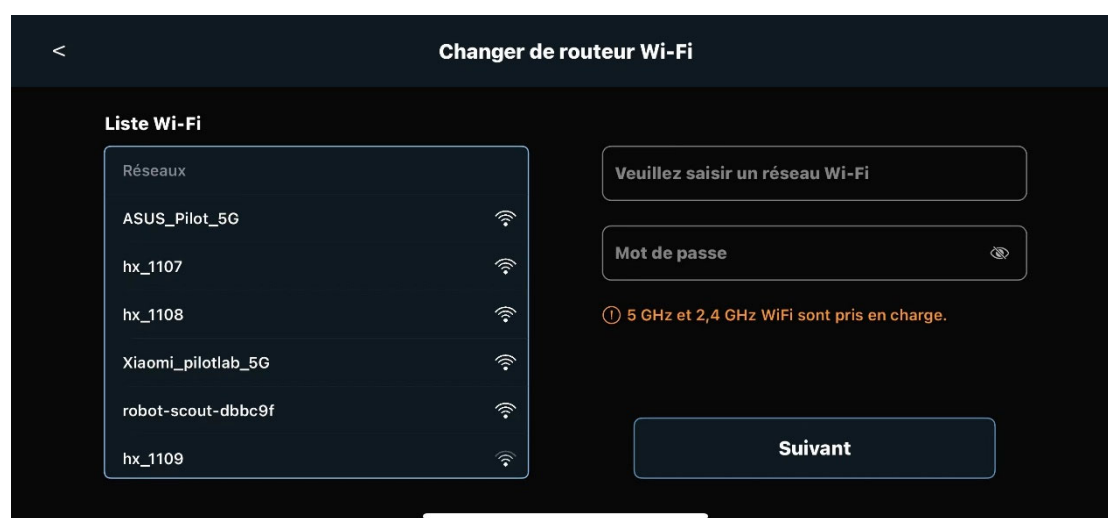 <
Changer de routeur Wi-Fi
Liste Wi-Fi
Réseaux
ASUS_Pilot_5G
hx_1107
hx_1108
Xiaomi_pilotlab_5G
robot-scout-dbbc9f
hx_1109
Veuillez saisir un réseau Wi-Fi
Mot de passe
5 GHz et 2,4 GHz WiFi sont pris en charge.
Suivant